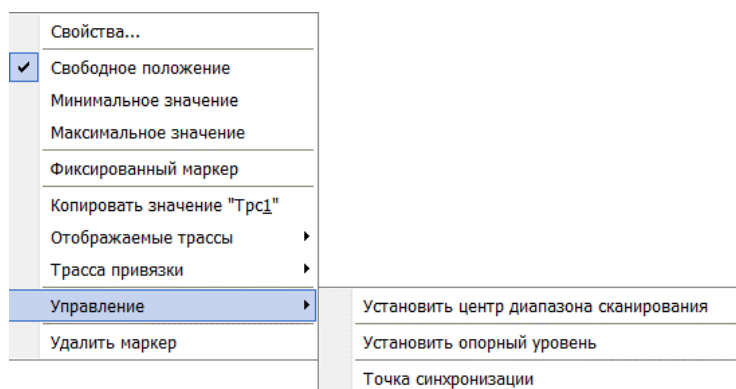 Свойства...
Свободное положение
Минимальное значение
Максимальное значение
Фиксированный маркер
Копировать значение "Трс1"
Отображаемые трассы
Трасса привязки
Управление
Удалить маркер
Установить центр диапазона сканирования
Установить опорный уровень
Точка синхронизации